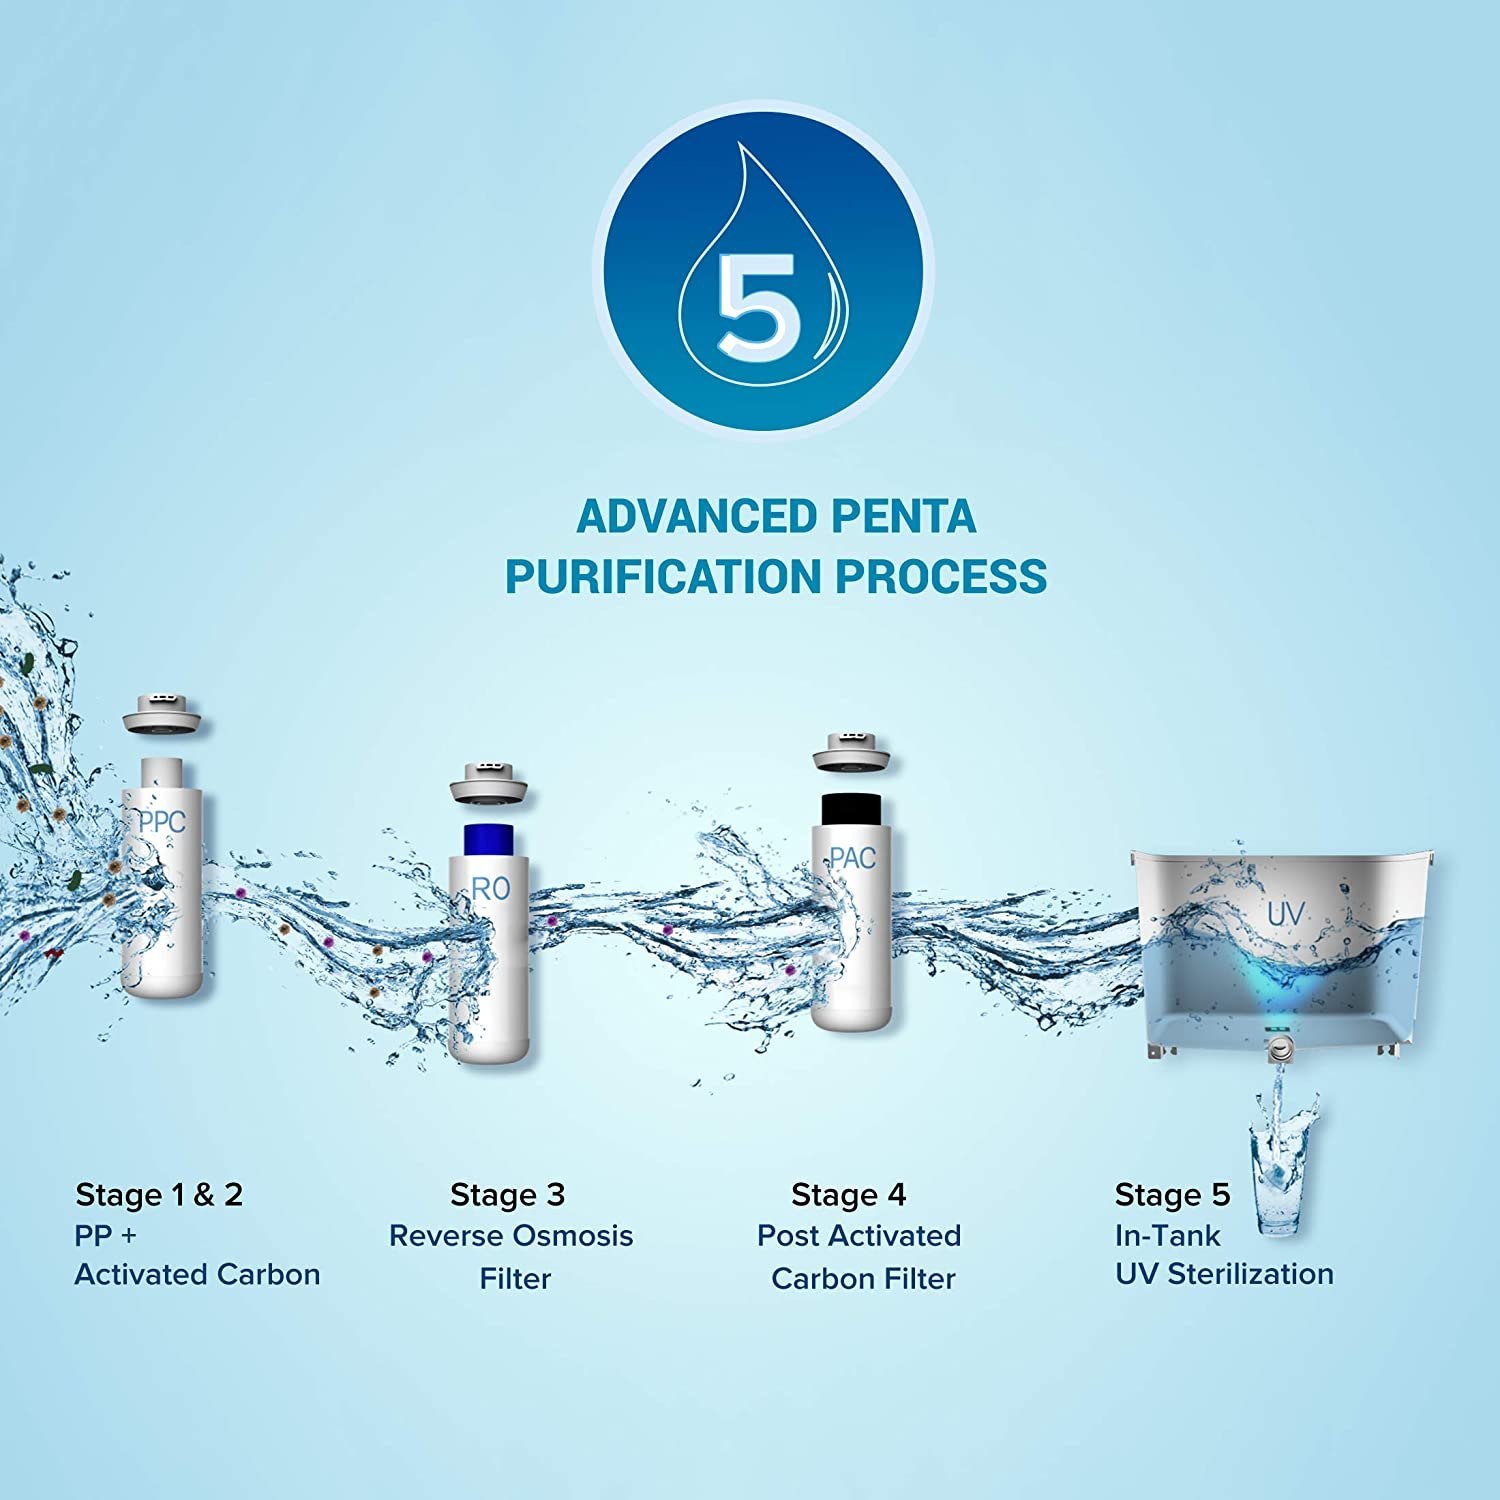 5
ADVANCED PENTA
PURIFICATION PROCESS
PPC
RO
PAC
UV
Stage 1 & 2
PP +
Activated Carbon
Stage 3
Reverse Osmosis
Filter
Stage 4
Post Activated
Carbon Filter
Stage 5
In-Tank
UV Sterilization